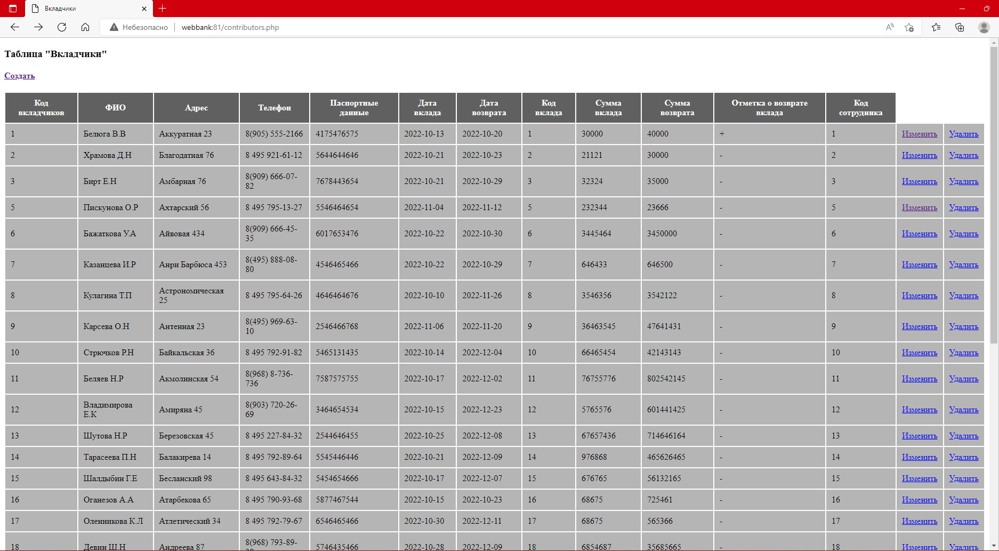 Вкладчики
Небезопасно webbank:81/contributors.php
Таблица "Вкладчики"
Создать
Код вкладчиков ФИО Адрес Телефон Паспортные данные Дата вклада Дата возврата Код вклада Сумма вклада Сумма возврата Отметка о возврате вклада Код сотрудника
1 Белюга В.В Аккуратная 23 8(905) 555-2166 4175476575 2022-10-13 2022-10-20 1 30000 40000 + 1 Изменить Удалить
2 Храмова Д.Н Благодатная 76 8 495 921-61-12 5644644646 2022-10-21 2022-10-23 2 21121 30000 - 2 Изменить Удалить
3 Бирт Е.Н Амбарная 76 8(909) 666-07-82 7678443654 2022-10-21 2022-10-29 3 32324 35000 - 3 Изменить Удалить
5 Пискунова О.Р Ахтарский 56 8 495 795-13-27 5546464654 2022-11-04 2022-11-12 5 232344 23666 - 5 Изменить Удалить
6 Бажаткова У.А Айвовая 434 8(909) 666-45-35 6017653476 2022-10-22 2022-10-30 6 3445464 3450000 - 6 Изменить Удалить
7 Казанцева И.Р Анри Барбюса 453 8(495) 888-08-80 4546465466 2022-10-22 2022-10-29 7 646433 646500 - 7 Изменить Удалить
8 Кулагина Т.П Астрономическая 25 8 495 795-64-26 4646464676 2022-10-10 2022-11-26 8 3546356 3542122 - 8 Изменить Удалить
9 Карсева О.Н Антенная 23 8(495) 969-63-10 2546466768 2022-11-06 2022-11-20 9 36463545 47641431 - 9 Изменить Удалить
10 Стрючков Р.Н Байкальская 36 8 495 792-91-82 5465131435 2022-10-14 2022-12-04 10 66465454 42143143 - 10 Изменить Удалить
11 Беляев Н.Р Акмолинская 54 8(968) 8-736-736 7587575755 2022-10-17 2022-12-02 11 76755776 802542145 - 11 Изменить Удалить
12 Владимирова Е.К Амиряна 45 8(903) 720-26-69 3464654534 2022-10-15 2022-12-23 12 5765576 601441425 - 12 Изменить Удалить
13 Шутова Н.Р Березовская 45 8 495 227-84-32 2544646455 2022-10-25 2022-12-08 13 67657436 714646164 - 13 Изменить Удалить
14 Тарасеева П.Н Балакирева 14 8 495 792-89-64 5545446446 2022-10-21 2022-12-09 14 976868 465626465 - 14 Изменить Удалить
15 Шалдыбин Г.Е Бесланский 98 8 495 643-84-32 5454654666 2022-10-17 2022-12-07 15 676765 56132165 - 15 Изменить Удалить
16 Оганезов А.А Атарбекова 65 8 495 790-93-68 5877467544 2022-10-15 2022-10-23 16 68675 725461 - 16 Изменить Удалить
17 Оленникова К.Л Атлетический 34 8 495 792-79-67 6546465466 2022-10-30 2022-12-11 17 68675 565366 - 17 Изменить Удалить
18 Девин Ш.Н Андреева 87 8(968) 793-89- 5746435466 2022-10-28 2022-12-09 18 6854687 35685665 - 18 Изменить Удалить